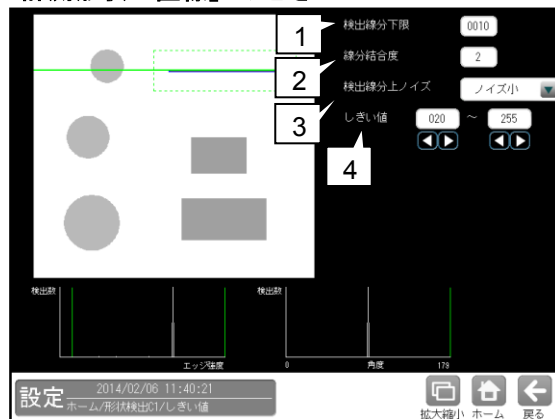 1
検出線分下限 0010
2
線分結合度 2
3
検出線分上ノイズ ノイズ小
しきい値 020 ～ 255
4
検出数
エッジ強度
検出数
0 角度 179
設定
2014/02/06 11:40:21
ホーム/形状検出C1/しきい値
拡大縮小 ホーム 戻る